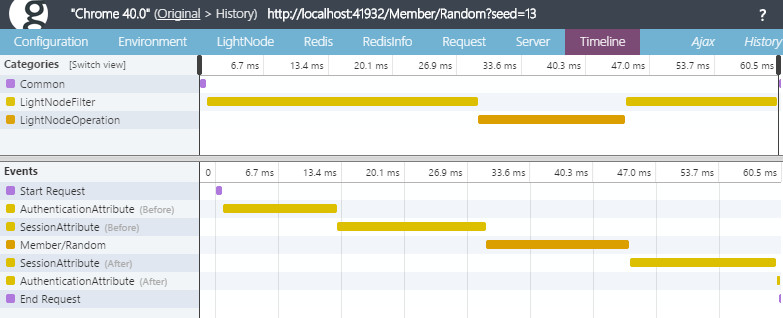 "Chrome 40.0" (Original > History) http://localhost:41932/Member/Random?seed=13 ?
Configuration Environment LightNode Redis RedisInfo Request Server Timeline Ajax History
Categories [Switch view] 6.7 ms 13.4 ms 20.1 ms 26.9 ms 33.6 ms 40.3 ms 47.0 ms 53.7 ms 60.5 ms
Common
LightNodeFilter
LightNodeOperation
Events 0 6.7 ms 13.4 ms 20.1 ms 26.9 ms 33.6 ms 40.3 ms 47.0 ms 53.7 ms 60.5 ms
Start Request
AuthenticationAttribute (Before)
SessionAttribute (Before)
Member/Random
SessionAttribute (After)
AuthenticationAttribute (After)
End Request